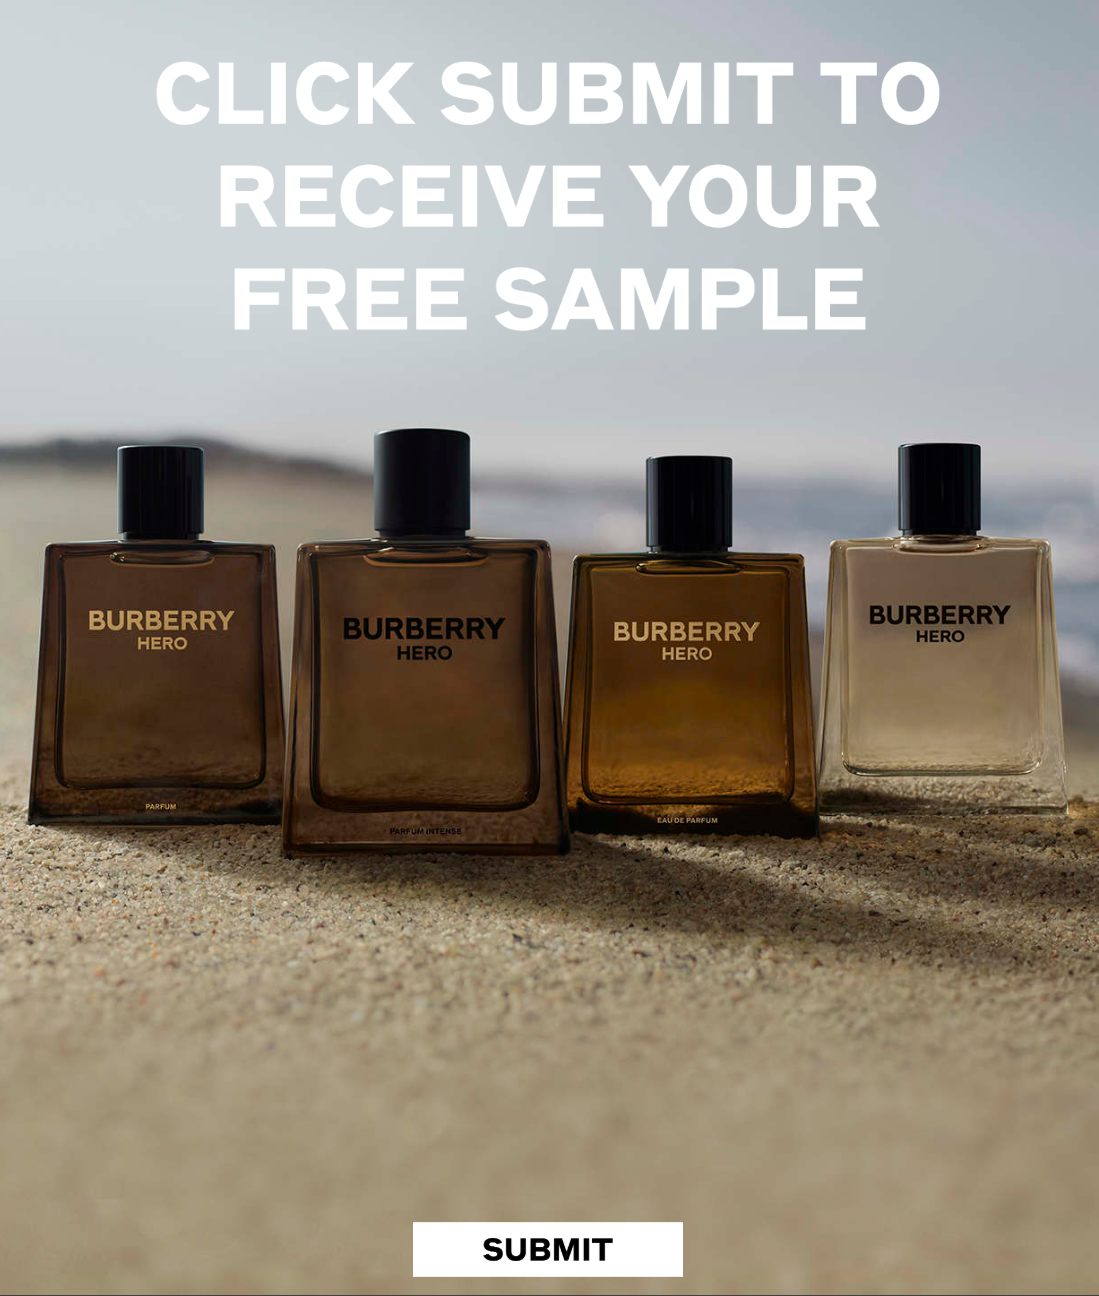 CLICK SUBMIT TO
RECEIVE YOUR
FREE SAMPLE
BURBERRY
HERO
PARFUM
BURBERRY
HERO
PARFUM INTENSE
BURBERRY
HERO
EAU DE PARFUM
BURBERRY
HERO
SUBMIT